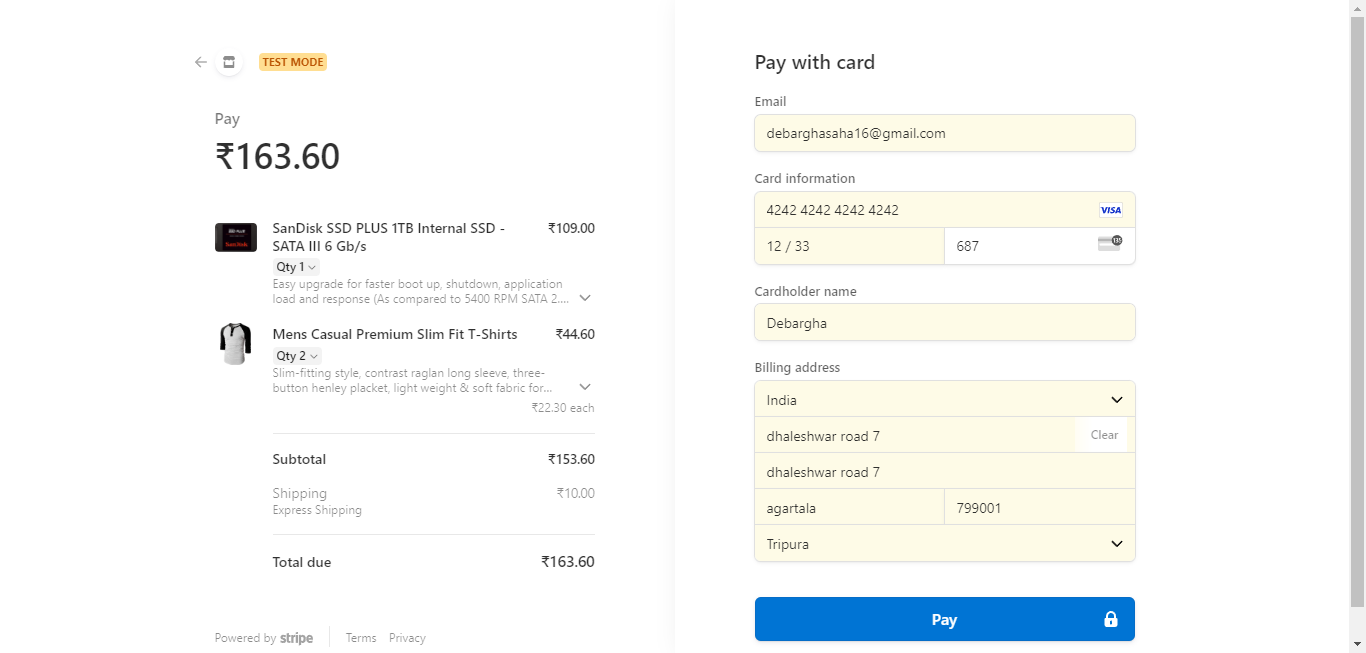 TEST MODE
Pay
₹163.60
SanDisk SSD PLUS 1TB Internal SSD - ₹109.00
SATA III 6 Gb/s
Qty 1
Easy upgrade for faster boot up, shutdown, application
load and response (As compared to 5400 RPM SATA 2....
Mens Casual Premium Slim Fit T-Shirts ₹44.60
Qty 2
Slim-fitting style, contrast raglan long sleeve, three-
button henley placket, light weight & soft fabric for...
₹22.30 each
Subtotal ₹153.60
Shipping ₹10.00
Express Shipping
Total due ₹163.60
Powered by stripe Terms Privacy
Pay with card
Email
debarghasaha16@gmail.com
Card information
4242 4242 4242 4242 VISA
12 / 33 687 135
Cardholder name
Debargha
Billing address
India
dhaleshwar road 7 Clear
dhaleshwar road 7
agartala 799001
Tripura
Pay